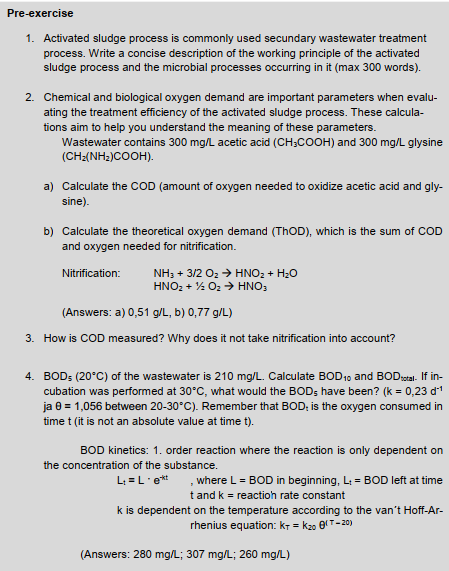 Pre-exercise
1. Activated sludge process is commonly used secundary wastewater treatment
process. Write a concise description of the working principle of the activated
sludge process and the microbial processes occurring in it (max 300 words).
2. Chemical and biological oxygen demand are important parameters when evalu-
ating the treatment efficiency of the activated sludge process. These calcula-
tions aim to help you understand the meaning of these parameters.
Wastewater contains 300 mg/L acetic acid (CH₃COOH) and 300 mg/L glysine
(CH₂(NH₂)COOH).
a) Calculate the COD (amount of oxygen needed to oxidize acetic acid and gly-
sine).
b) Calculate the theoretical oxygen demand (ThOD), which is the sum of COD
and oxygen needed for nitrification.
Nitrification: NH₃ + 3/2 O₂ → HNO₂ + H₂O
HNO₂ + ½ O₂ → HNO₃
(Answers: a) 0,51 g/L, b) 0,77 g/L)
3. How is COD measured? Why does it not take nitrification into account?
4. BOD₅ (20°C) of the wastewater is 210 mg/L. Calculate BOD₁₀ and BODtotal. If in-
cubation was performed at 30°C, what would the BOD₅ have been? (k = 0,23 d⁻¹
ja θ = 1,056 between 20-30°C). Remember that BODt is the oxygen consumed in
time t (it is not an absolute value at time t).
BOD kinetics: 1. order reaction where the reaction is only dependent on
the concentration of the substance.
Lt = L · e⁻ᵏᵗ , where L = BOD in beginning, Lt = BOD left at time
t and k = reaction rate constant
k is dependent on the temperature according to the van't Hoff-Ar-
rhenius equation: kT = k₂₀ θ⁽ᵀ⁻²⁰⁾
(Answers: 280 mg/L; 307 mg/L; 260 mg/L)